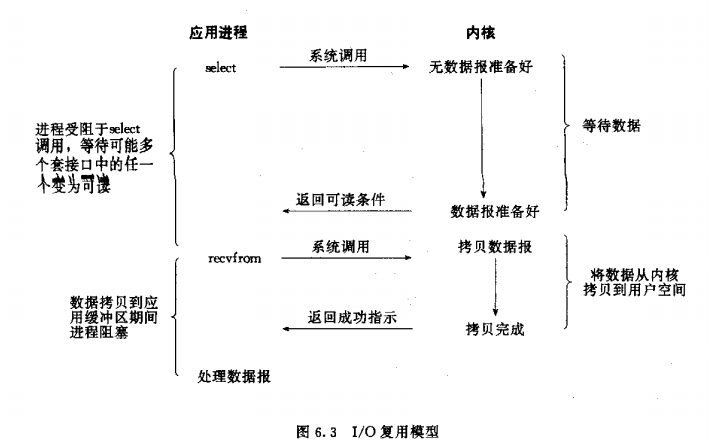 应用进程
内核
select
系统调用
无数据报准备好
进程受阻于select
调用，等待可能多
个套接口中的任一
个变为可读
等待数据
返回可读条件
数据报准备好
recvfrom
系统调用
拷贝数据报
数据拷贝到应
用缓冲区期间
进程阻塞
将数据从内核
拷贝到用户空间
返回成功指示
拷贝完成
处理数据报
图 6.3 I/O 复用模型